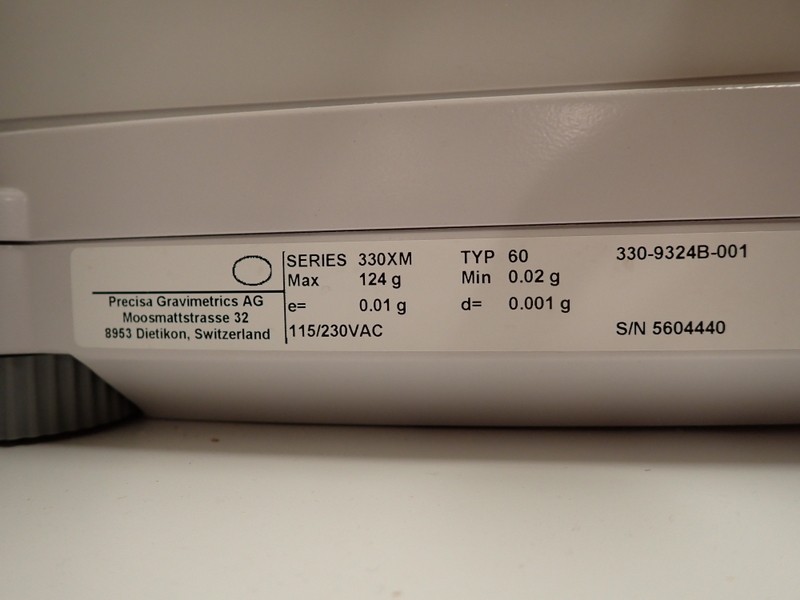 Precisa Gravimetrics AG
Moosmattstrasse 32
8953 Dietikon, Switzerland
SERIES 330XM TYP 60 330-9324B-001
Max 124 g Min 0.02 g
e= 0.01 g d= 0.001 g
115/230VAC S/N 5604440